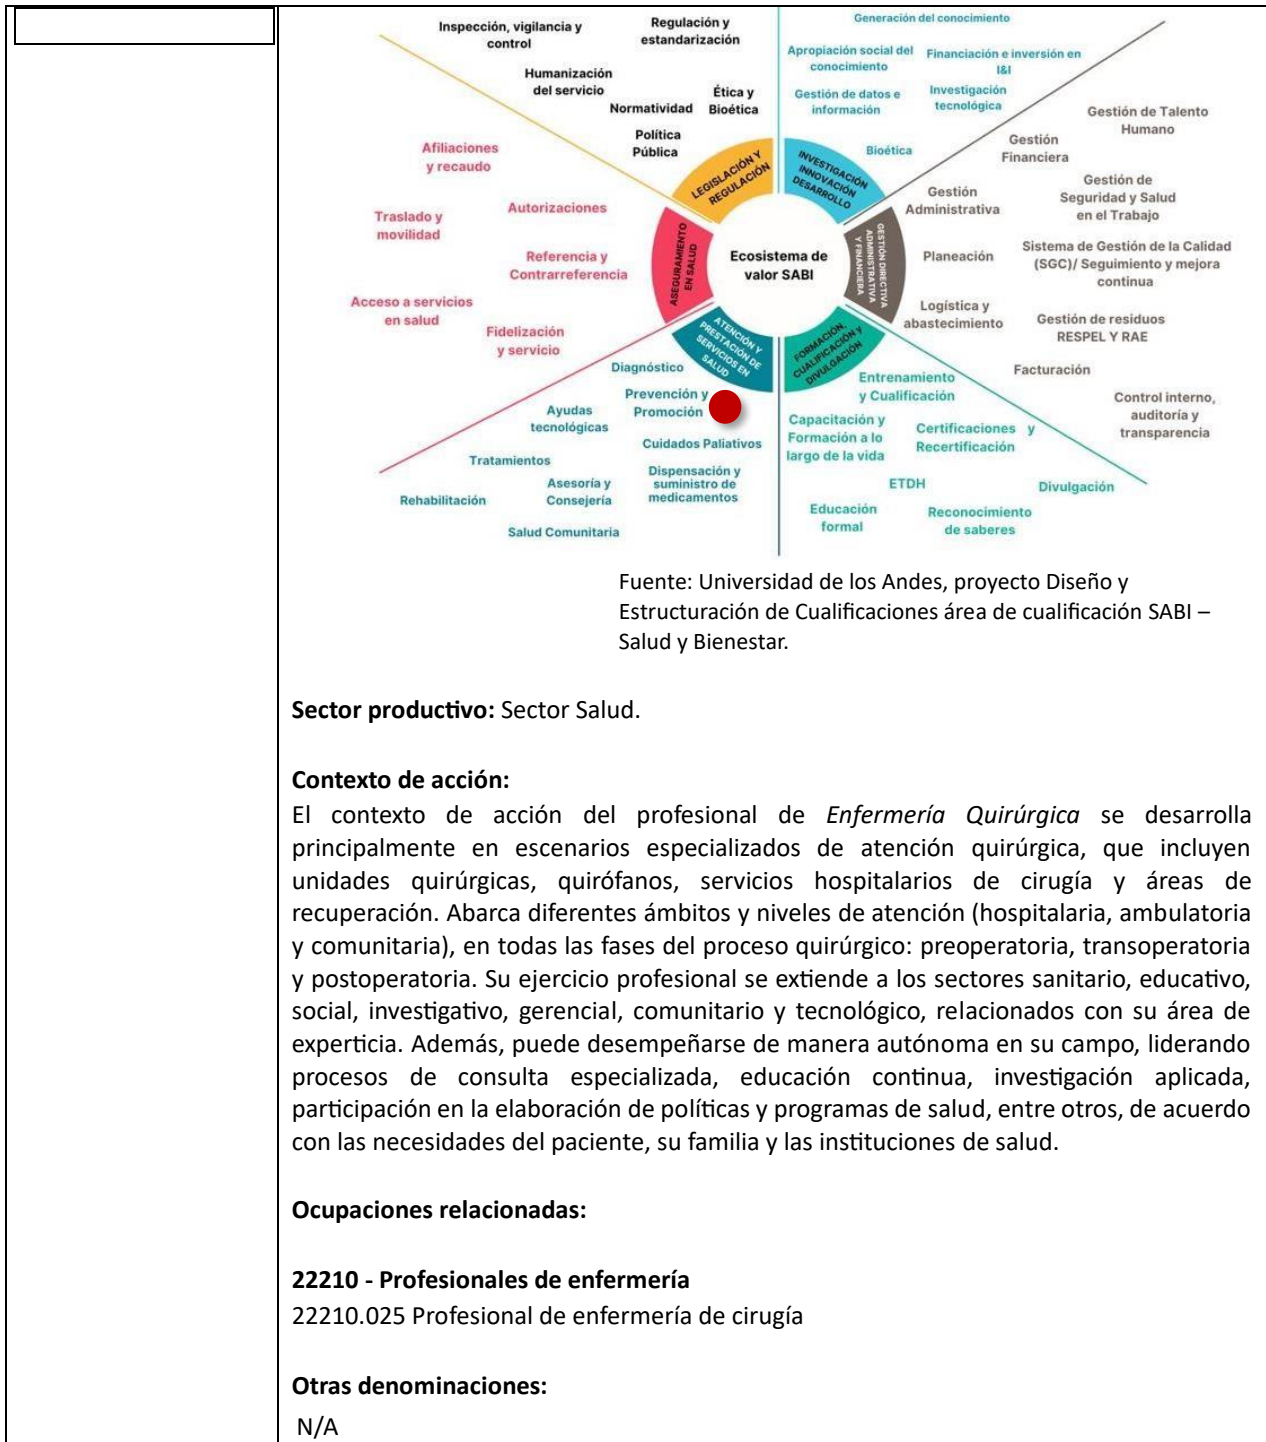 Inspección, vigilancia y
control
Regulación y
estandarización
Humanización
del servicio
Normatividad
Ética y
Bioética
Política
Pública
LEGISLACIÓN Y
REGULACIÓN
Generación del conocimiento
Apropiación social del
conocimiento
Financiación e inversión en
I&I
Gestión de datos e
información
Investigación
tecnológica
Bioética
INVESTIGACIÓN
INNOVACIÓN
DESARROLLO
Gestión de Talento
Humano
Gestión
Financiera
Gestión de
Seguridad y Salud
en el Trabajo
Gestión
Administrativa
Planeación
Sistema de Gestión de la Calidad
(SGC)/ Seguimiento y mejora
continua
Logística y
abastecimiento
Gestión de residuos
RESPEL Y RAE
Facturación
Control interno,
auditoría y
transparencia
GESTIÓN DIRECTIVA
ADMINISTRATIVA
Y FINANCIERA
Afiliaciones
y recaudo
Autorizaciones
Traslado y
movilidad
Referencia y
Contrarreferencia
Acceso a servicios
en salud
Fidelización
y servicio
ASEGURAMIENTO
EN SALUD
Ecosistema de
valor SABI
ATENCIÓN Y
PRESTACIÓN DE
SERVICIOS EN
SALUD
Diagnóstico
Prevención y
Promoción
Ayudas
tecnológicas
Cuidados Paliativos
Tratamientos
Dispensación y
suministro de
medicamentos
Asesoría y
Consejería
Rehabilitación
Salud Comunitaria
FORMACIÓN,
CUALIFICACIÓN Y
DIVULGACIÓN
Entrenamiento
y Cualificación
Capacitación y
Formación a lo
largo de la vida
Certificaciones y
Recertificación
ETDH
Divulgación
Educación
formal
Reconocimiento
de saberes
Fuente: Universidad de los Andes, proyecto Diseño y
Estructuración de Cualificaciones área de cualificación SABI –
Salud y Bienestar.
Sector productivo: Sector Salud.
Contexto de acción:
El contexto de acción del profesional de Enfermería Quirúrgica se desarrolla
principalmente en escenarios especializados de atención quirúrgica, que incluyen
unidades quirúrgicas, quirófanos, servicios hospitalarios de cirugía y áreas de
recuperación. Abarca diferentes ámbitos y niveles de atención (hospitalaria, ambulatoria
y comunitaria), en todas las fases del proceso quirúrgico: preoperatoria, transoperatoria
y postoperatoria. Su ejercicio profesional se extiende a los sectores sanitario, educativo,
social, investigativo, gerencial, comunitario y tecnológico, relacionados con su área de
experticia. Además, puede desempeñarse de manera autónoma en su campo, liderando
procesos de consulta especializada, educación continua, investigación aplicada,
participación en la elaboración de políticas y programas de salud, entre otros, de acuerdo
con las necesidades del paciente, su familia y las instituciones de salud.
Ocupaciones relacionadas:
22210 - Profesionales de enfermería
22210.025 Profesional de enfermería de cirugía
Otras denominaciones:
N/A